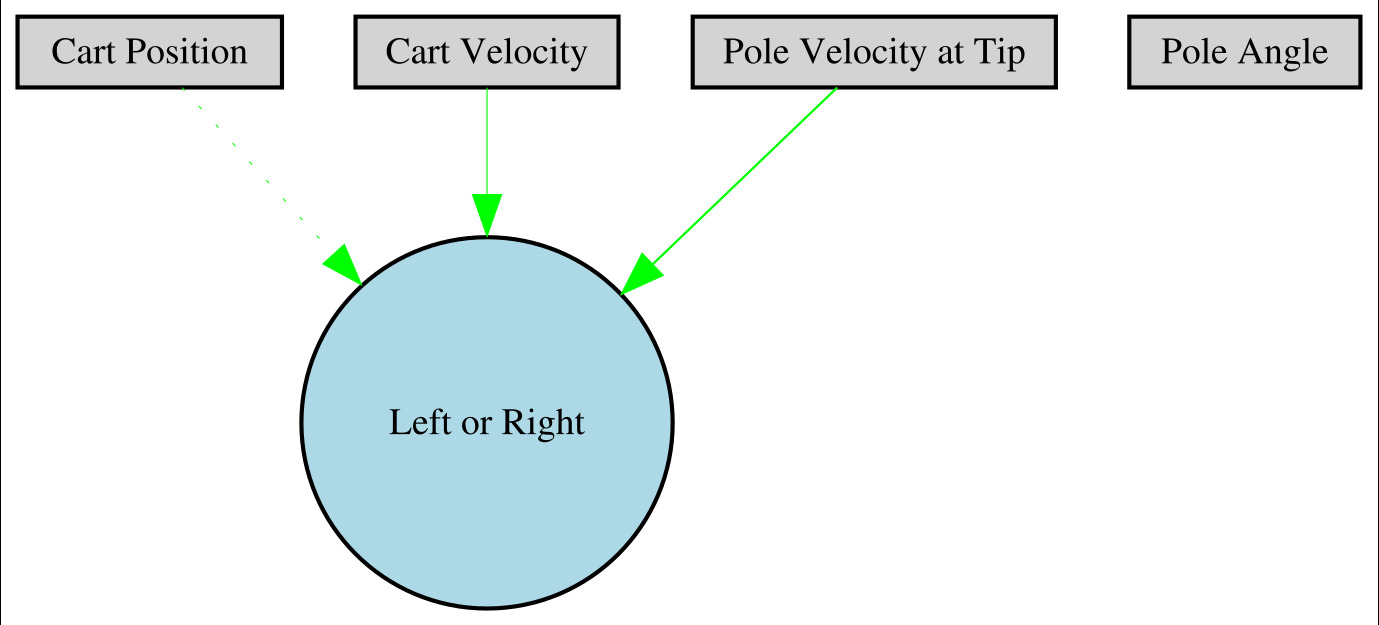 Cart Position
Cart Velocity
Pole Velocity at Tip
Pole Angle
Left or Right